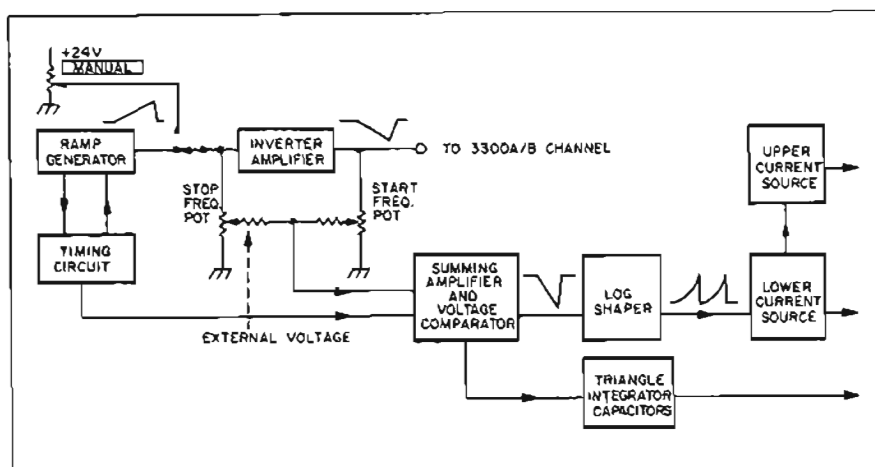 +24V
MANUAL
RAMP
GENERATOR
INVERTER
AMPLIFIER
TO 3300A/B CHANNEL
STOP
FREQ.
POT
START
FREQ.
POT
UPPER
CURRENT
SOURCE
TIMING
CIRCUIT
SUMMING
AMPLIFIER
AND
VOLTAGE
COMPARATOR
LOG
SHAPER
LOWER
CURRENT
SOURCE
EXTERNAL VOLTAGE
TRIANGLE
INTEGRATOR
CAPACITORS